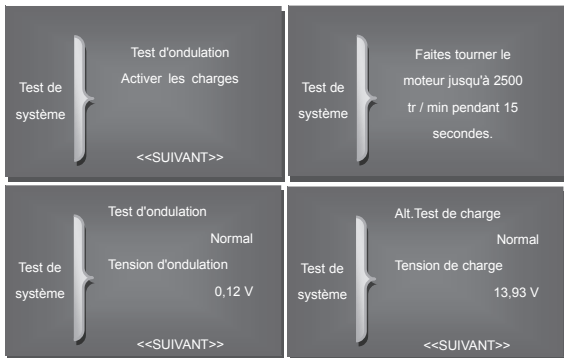 Test de
système
Test d'ondulation
Activer les charges
<<SUIVANT>>
Test de
système
Faites tourner le
moteur jusqu'à 2500
tr / min pendant 15
secondes.
Test de
système
Test d'ondulation
Normal
Tension d'ondulation
0,12 V
<<SUIVANT>>
Test de
système
Alt.Test de charge
Normal
Tension de charge
13,93 V
<<SUIVANT>>